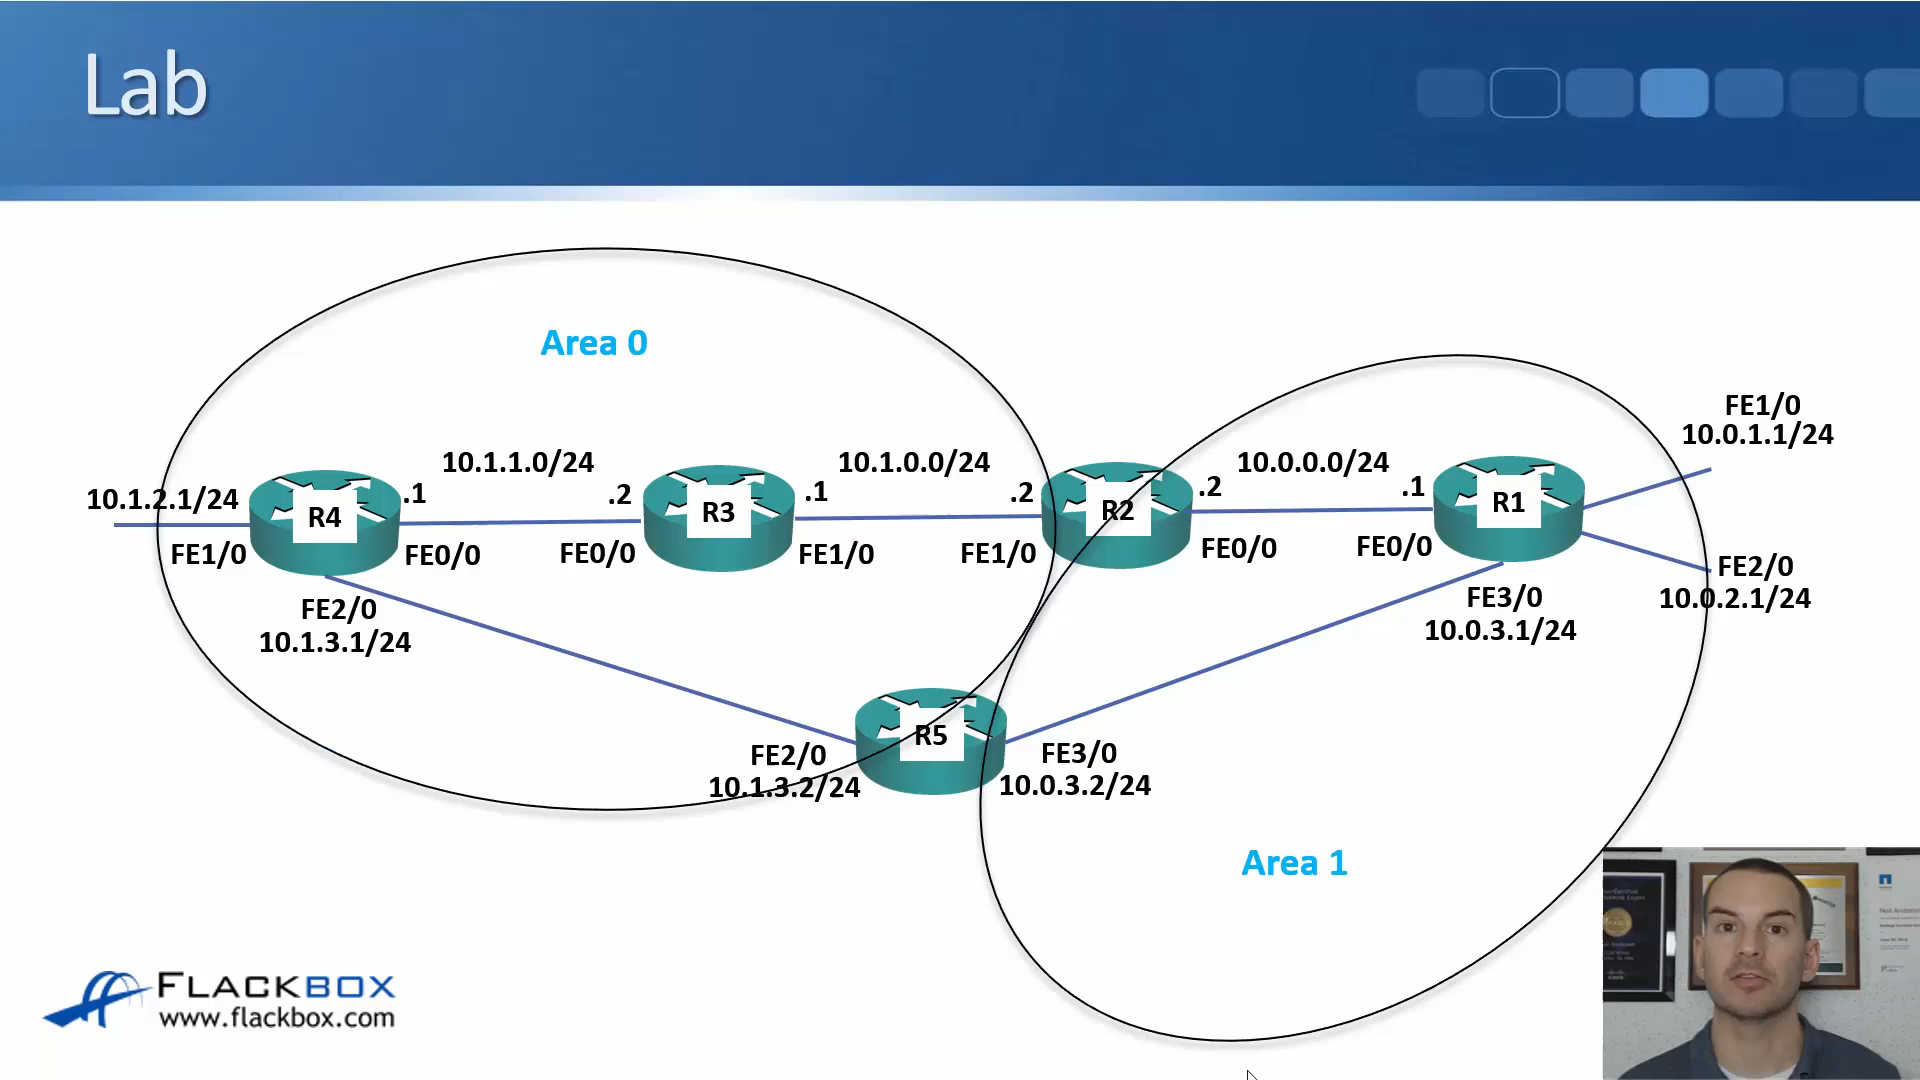 Lab
Area 0
FE1/0
10.0.1.1/24
10.1.1.0/24
10.1.0.0/24
10.0.0.0/24
10.1.2.1/24
R4
.1
.2
R3
.1
.2
R2
.2
.1
R1
FE1/0
FE0/0
FE0/0
FE1/0
FE1/0
FE0/0
FE0/0
FE2/0
10.0.2.1/24
FE2/0
10.1.3.1/24
FE3/0
10.0.3.1/24
R5
FE2/0
10.1.3.2/24
FE3/0
10.0.3.2/24
Area 1
FLACKBOX
www.flackbox.com